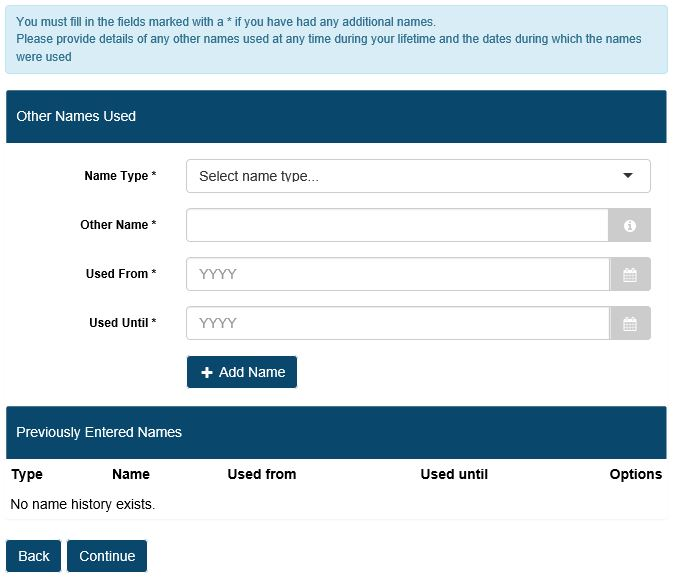 You must fill in the fields marked with a * if you have had any additional names.
Please provide details of any other names used at any time during your lifetime and the dates during which the names
were used
Other Names Used
Name Type *
Select name type...
Other Name *
Used From *
YYYY
Used Until *
YYYY
Add Name
Previously Entered Names
Type Name Used from Used until Options
No name history exists.
Back Continue